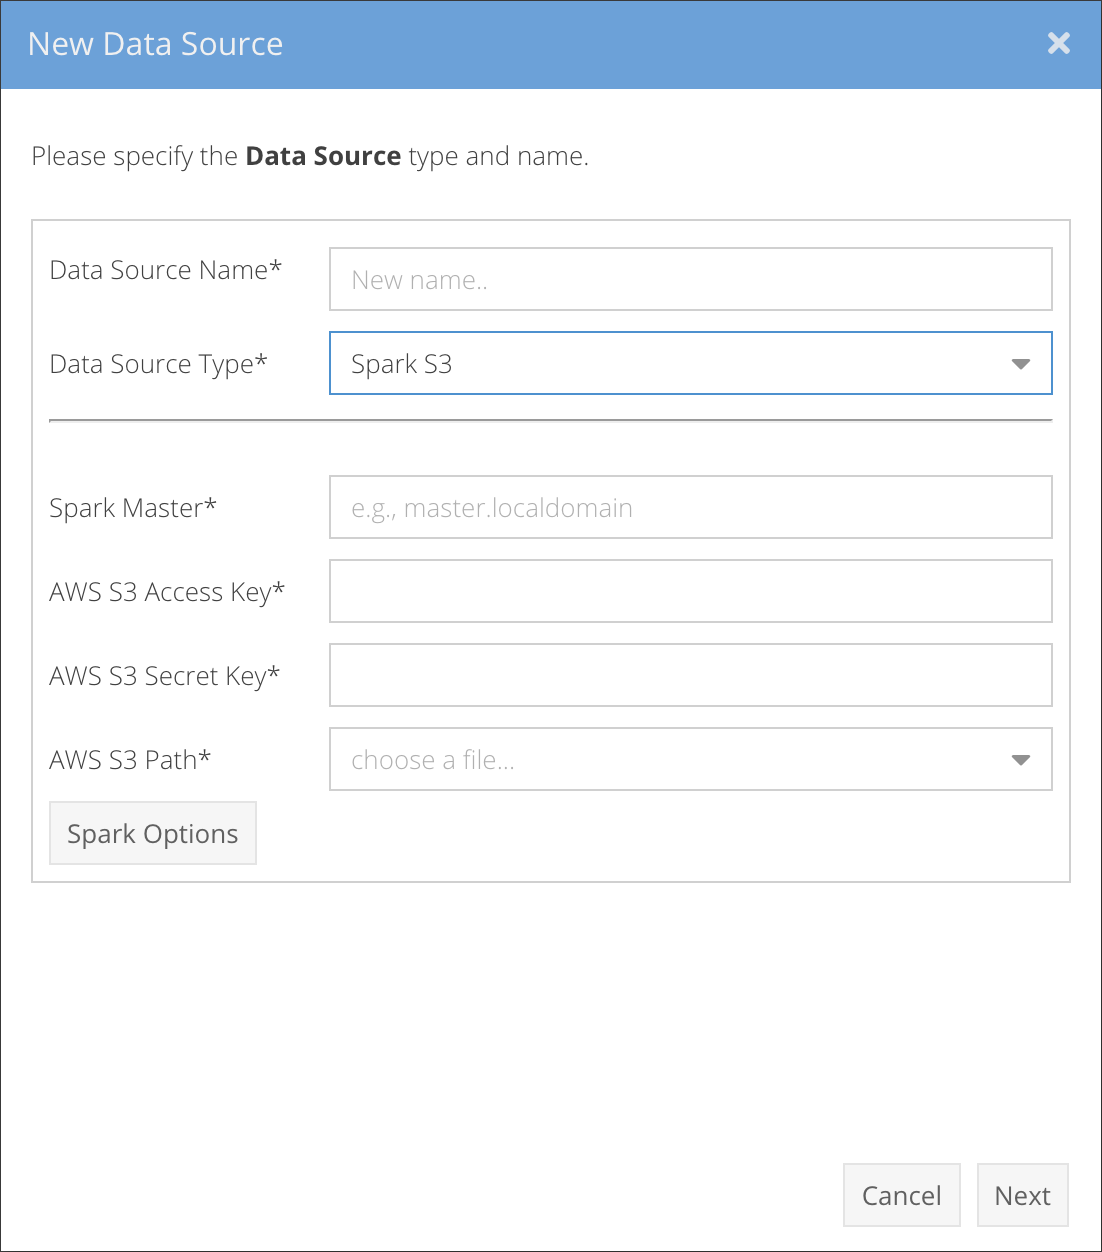 New Data Source
Please specify the Data Source type and name.
Data Source Name*
New name..
Data Source Type*
Spark S3
Spark Master*
e.g., master.localdomain
AWS S3 Access Key*
AWS S3 Secret Key*
AWS S3 Path*
choose a file...
Spark Options
Cancel
Next